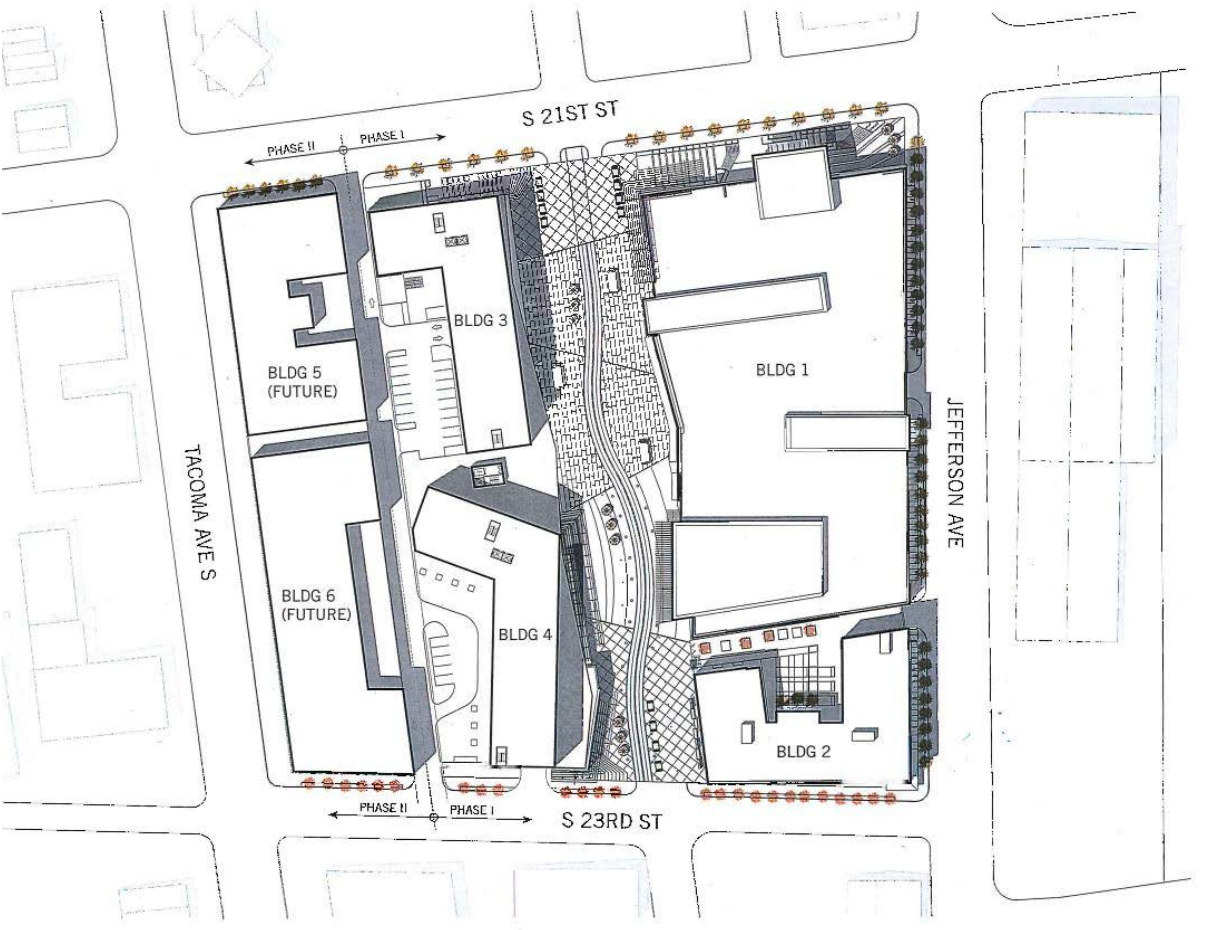 S 21ST ST
PHASE II
PHASE I
BLDG 3
BLDG 5
(FUTURE)
BLDG 1
JEFFERSON AVE
TACOMA AVE S
BLDG 6
(FUTURE)
BLDG 4
BLDG 2
PHASE II
PHASE I
S 23RD ST